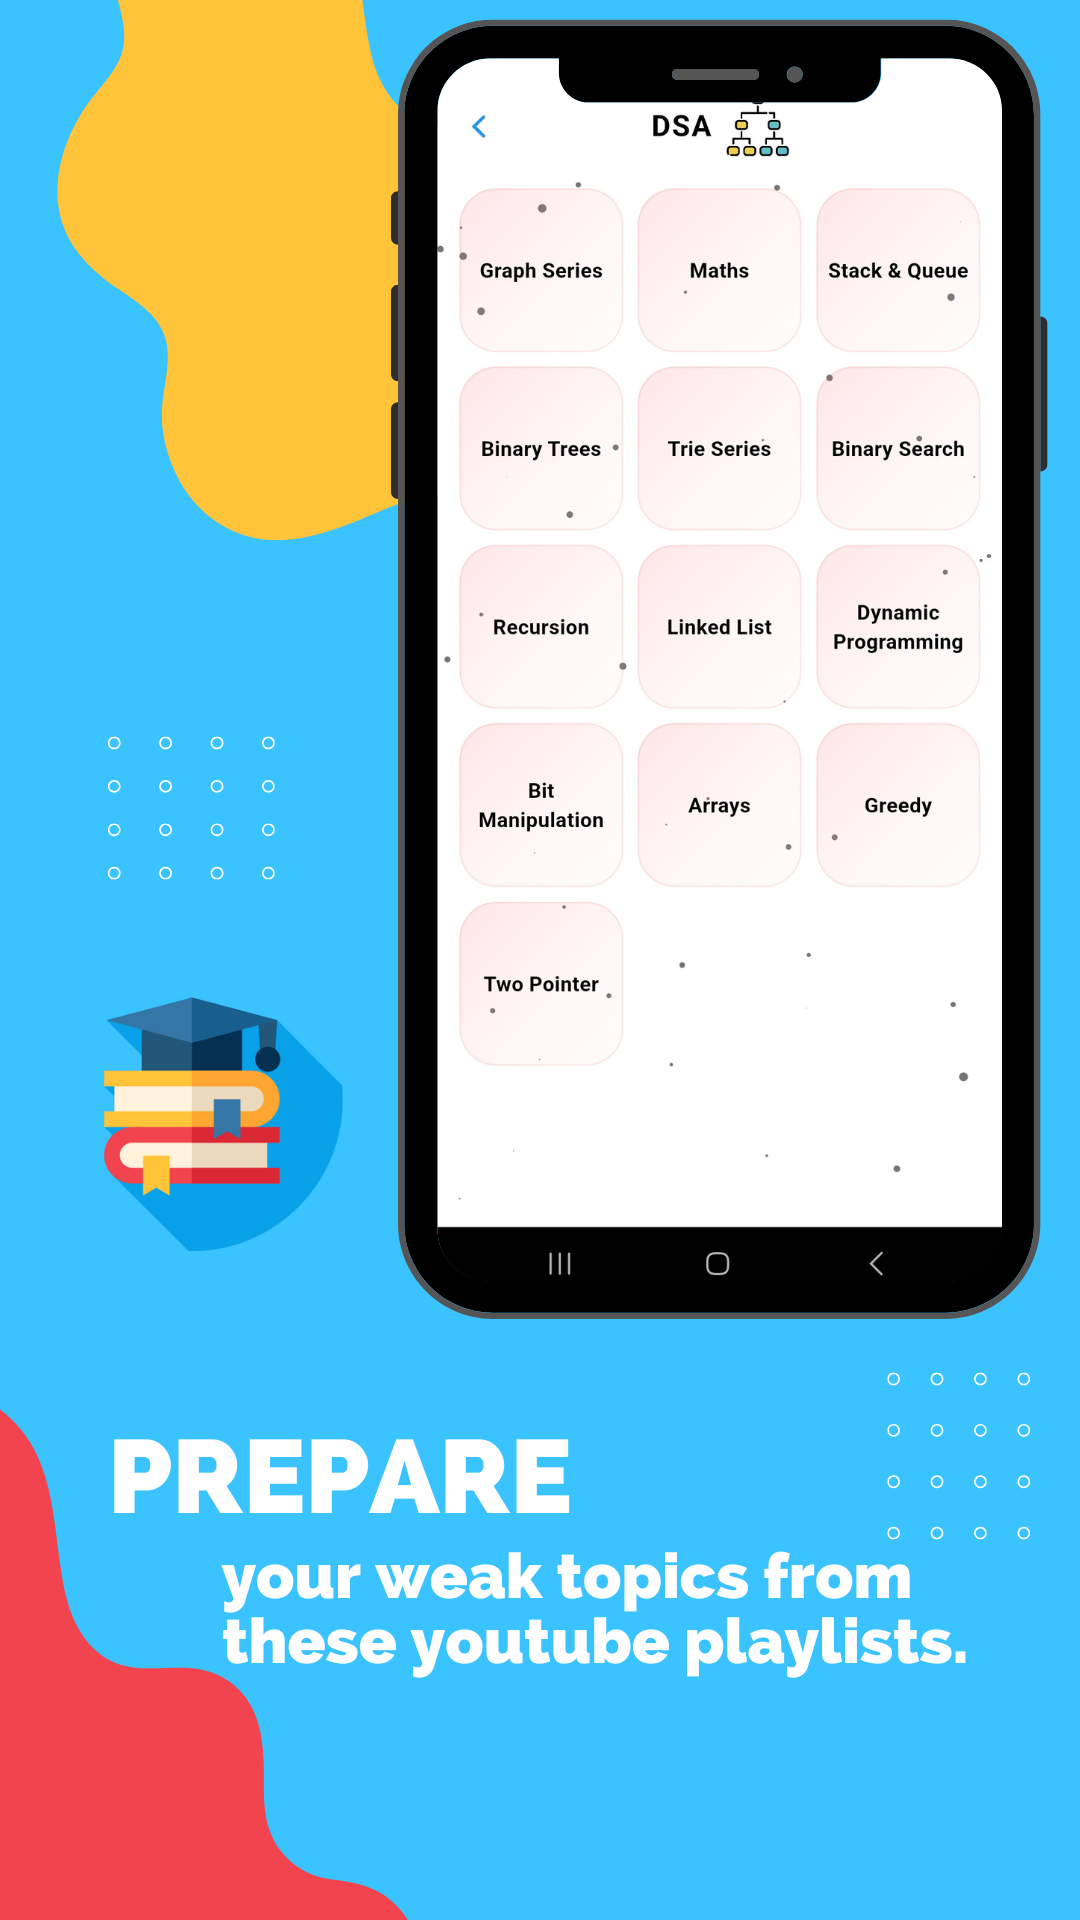 DSA
Graph Series
Maths
Stack & Queue
Binary Trees
Trie Series
Binary Search
Recursion
Linked List
Dynamic
Programming
Bit
Manipulation
Arrays
Greedy
Two Pointer
PREPARE
your weak topics from
these youtube playlists.